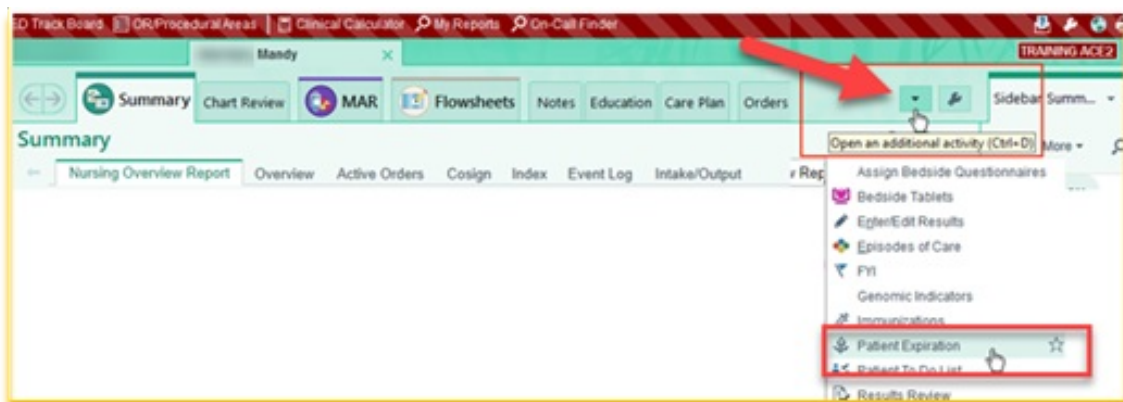 ED Track Board OR/Procedural Areas Clinical Calculator My Reports On-Call Finder
Mandy
TRAINING ACE2
Summary Chart Review MAR Flowsheets Notes Education Care Plan Orders Sidebar Summ...
Summary
Open an additional activity (Ctrl+D) More
Nursing Overview Report Overview Active Orders Cosign Index Event Log Intake/Output r Rep
Assign Bedside Questionnaires
Bedside Tablets
Enter/Edit Results
Episodes of Care
FYI
Genomic Indicators
Immunizations
Patient Expiration
Patient To Do List
Results Review